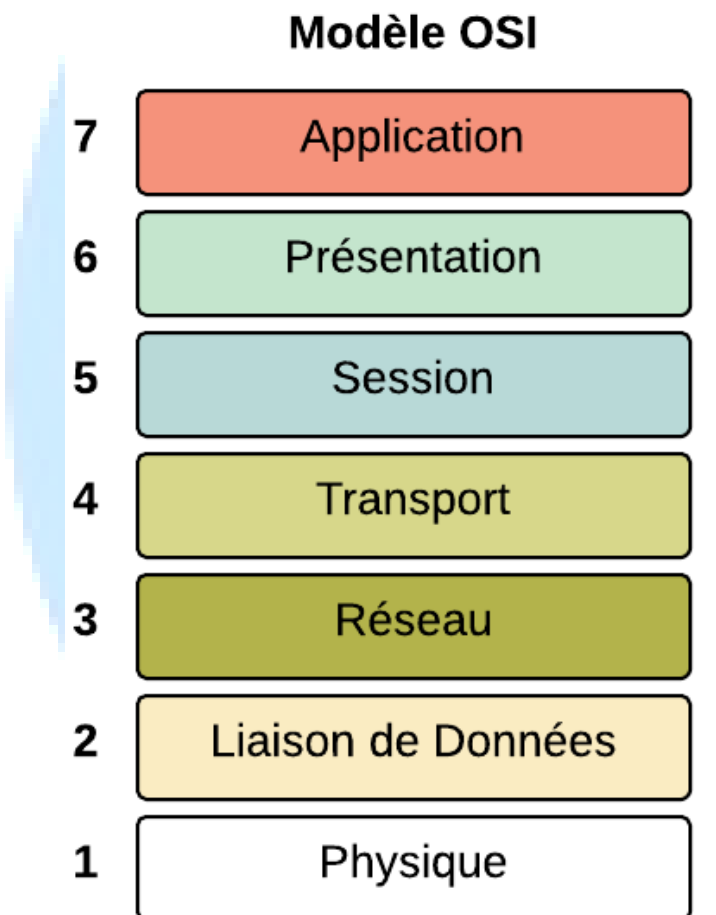 Modèle OSI
7 Application
6 Présentation
5 Session
4 Transport
3 Réseau
2 Liaison de Données
1 Physique